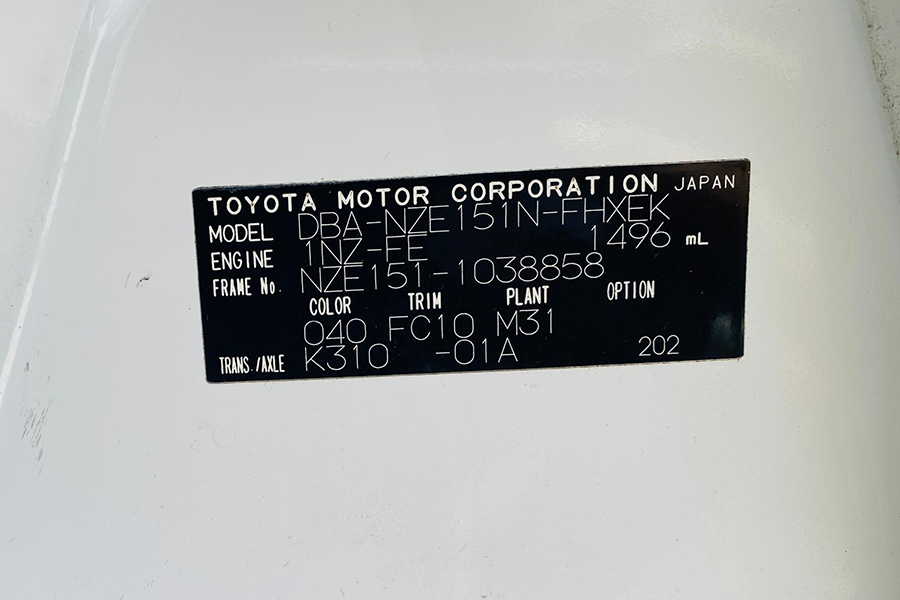 TOYOTA MOTOR CORPORATION JAPAN
MODEL DBA-NZE151N-FHXEK
ENGINE 1NZ-FE 1496 mL
FRAME No. NZE151-1038858
COLOR TRIM PLANT OPTION
040 FC10 M31
TRANS./AXLE K310 -01A 202